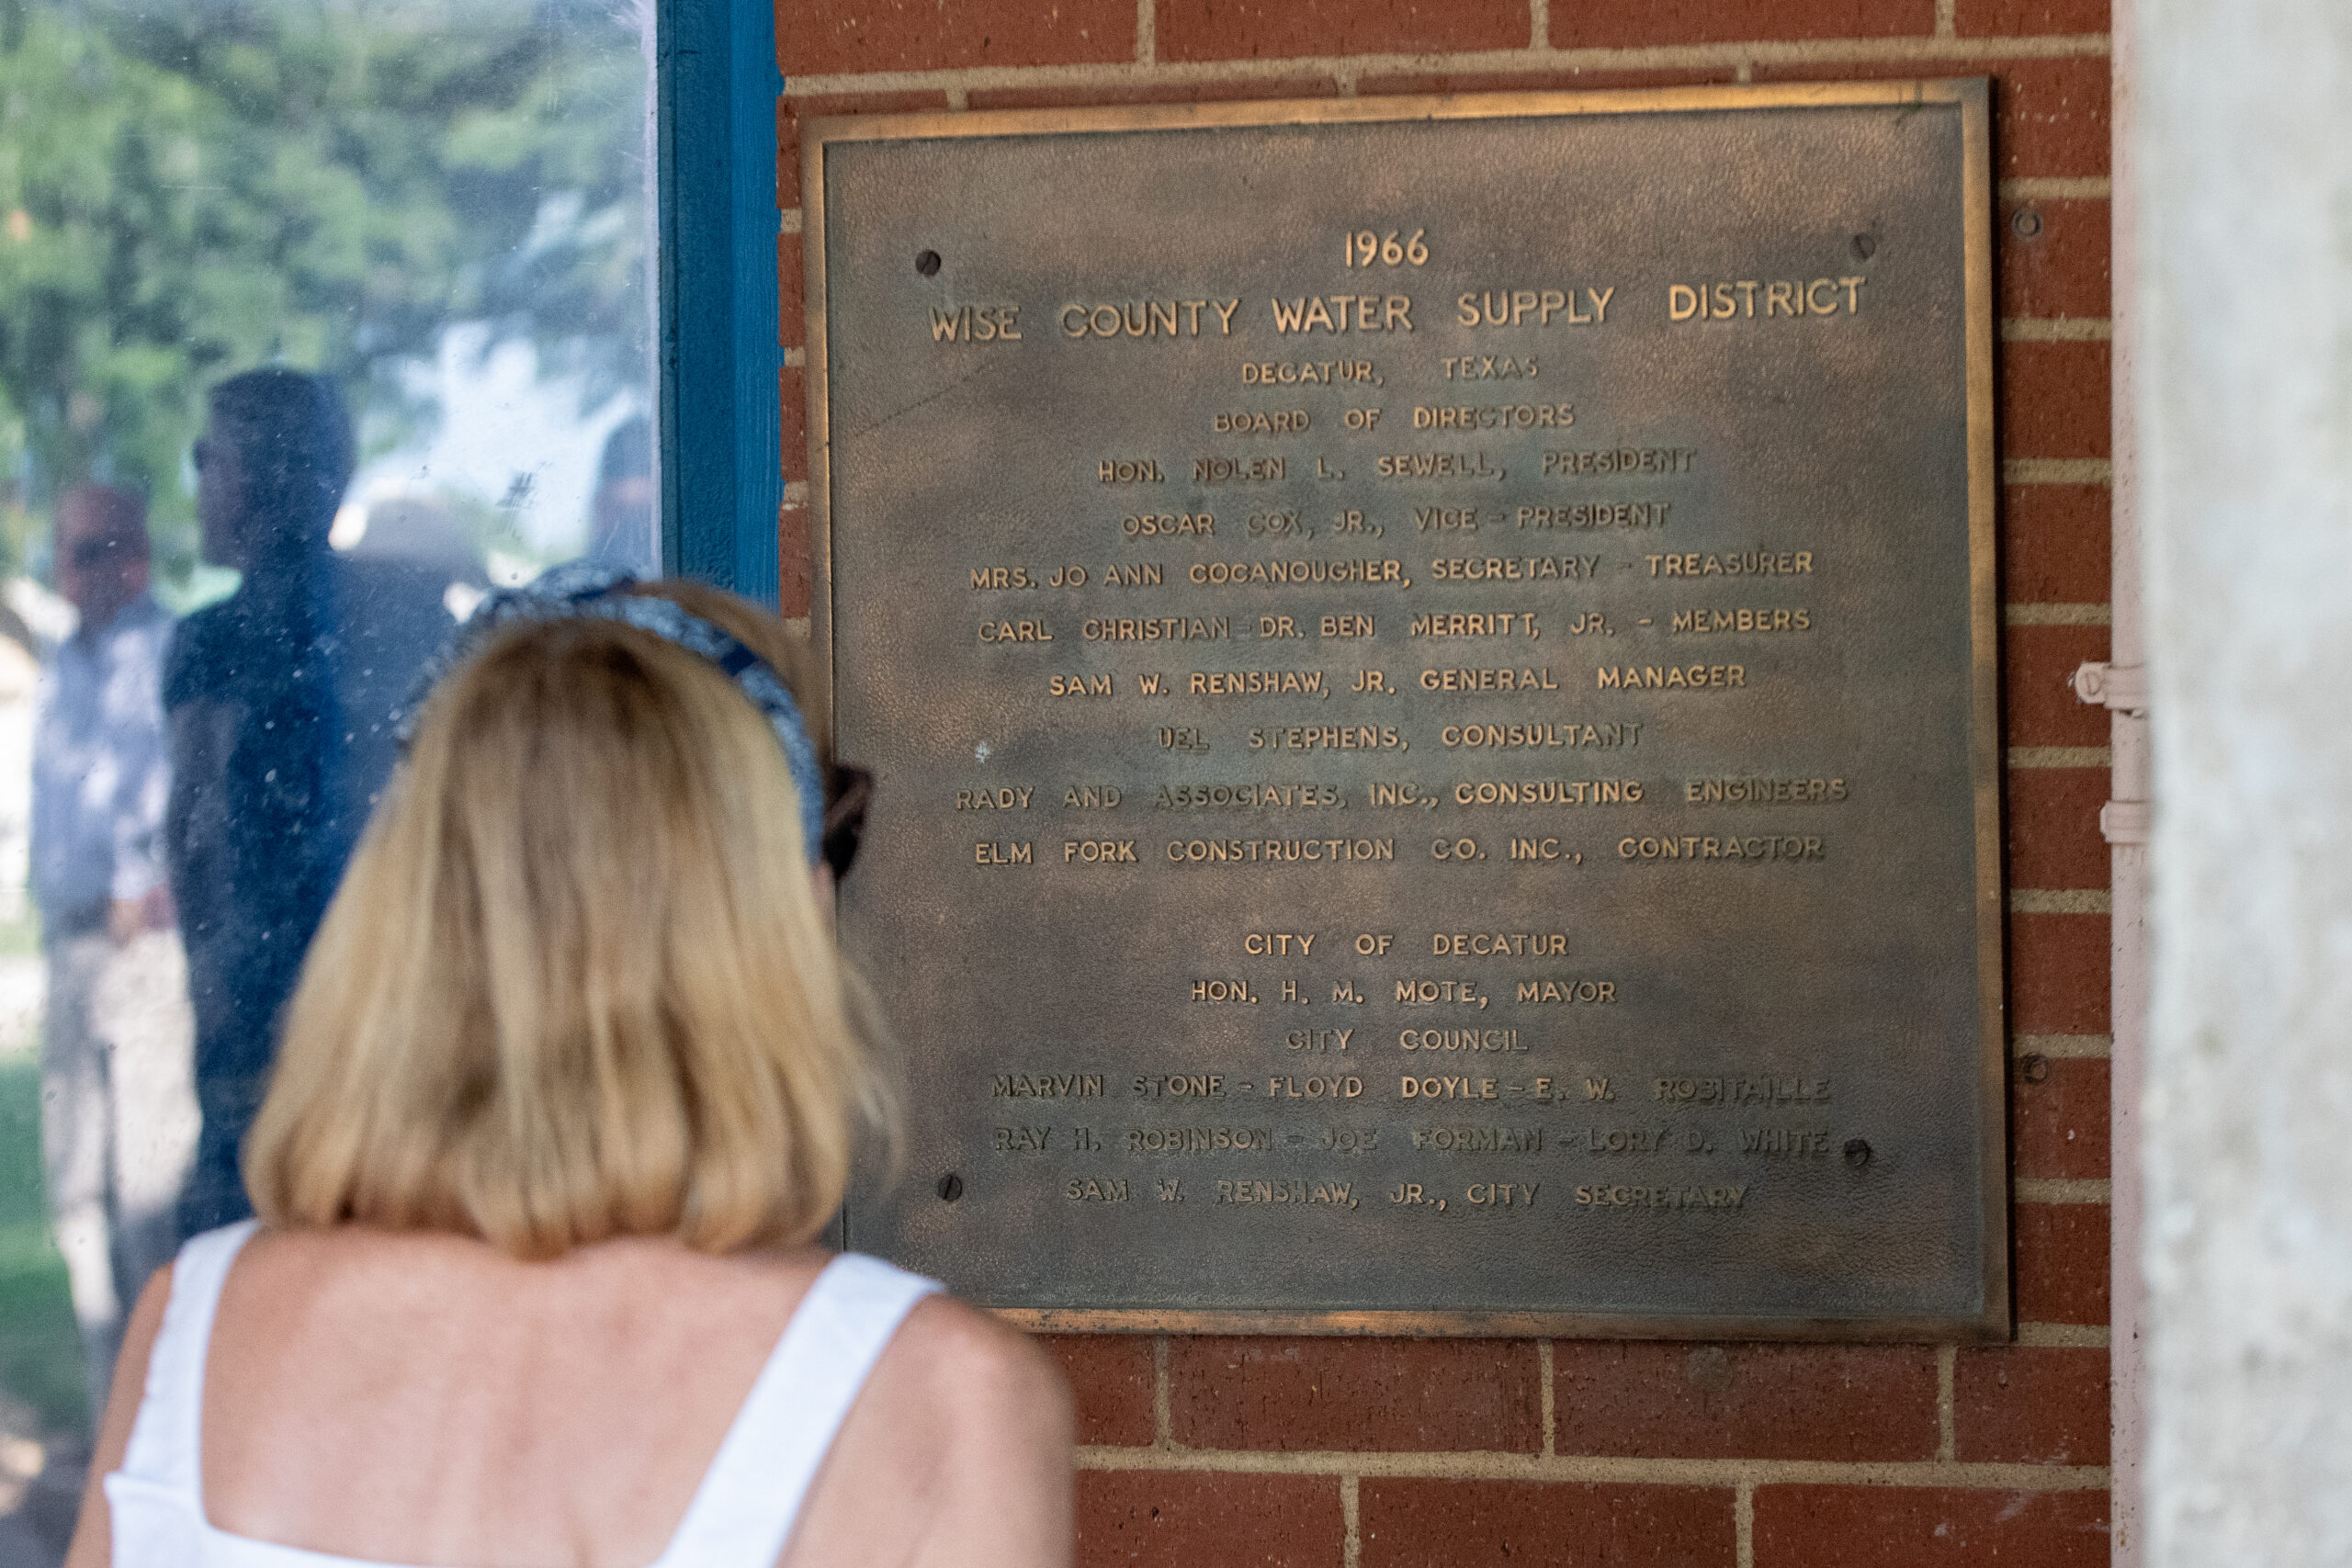 1966
WISE COUNTY WATER SUPPLY DISTRICT
DECATUR, TEXAS
BOARD OF DIRECTORS
HON. NOLEN L. SEWELL, PRESIDENT
OSCAR COX, JR., VICE-PRESIDENT
MRS. JO ANN COCANOUGHER, SECRETARY - TREASURER
CARL CHRISTIAN - DR. BEN MERRITT, JR. - MEMBERS
SAM W. RENSHAW, JR. GENERAL MANAGER
UEL STEPHENS, CONSULTANT
RADY AND ASSOCIATES, INC., CONSULTING ENGINEERS
ELM FORK CONSTRUCTION CO. INC., CONTRACTOR
CITY OF DECATUR
HON. H. M. MOTE, MAYOR
CITY COUNCIL
MARVIN STONE - FLOYD DOYLE - E. W. ROBITAILLE
RAY H. ROBINSON - JOE FORMAN - LORY D. WHITE
SAM W. RENSHAW, JR., CITY SECRETARY